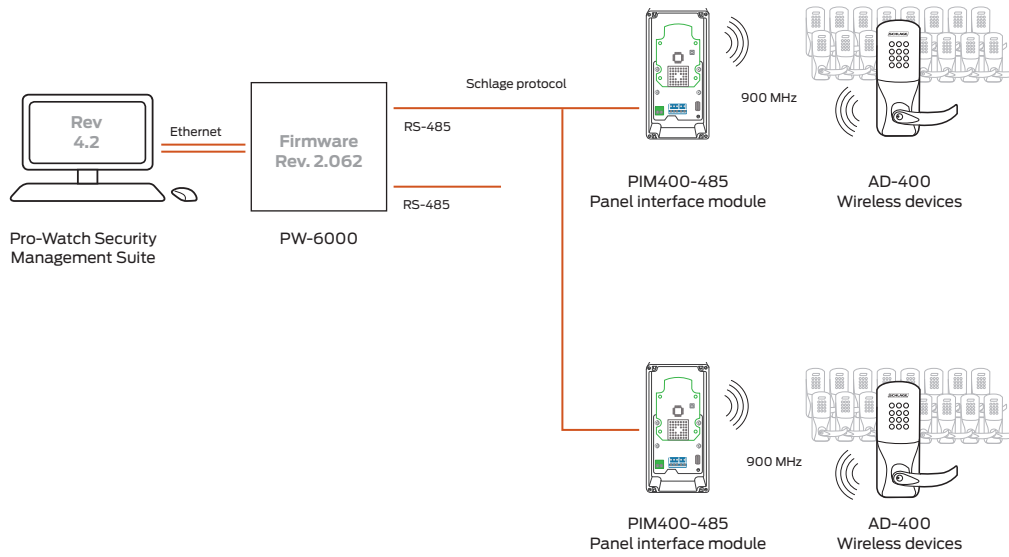 Rev
4.2
Ethernet
Firmware
Rev. 2.062
Schlage protocol
RS-485
RS-485
Pro-Watch Security
Management Suite
PW-6000
900 MHz
SCHLAGE
PIM400-485
Panel interface module
AD-400
Wireless devices
900 MHz
SCHLAGE
PIM400-485
Panel interface module
AD-400
Wireless devices